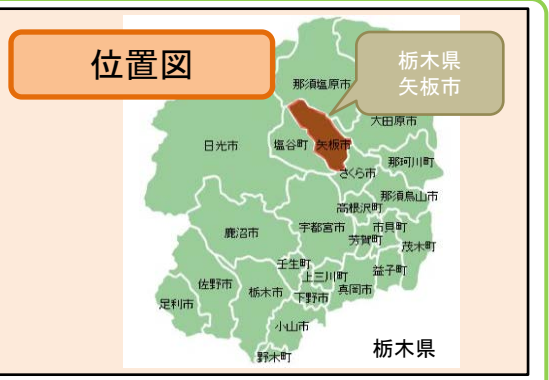 位置図
栃木県
矢板市
那須塩原市
大田原市
日光市
塩谷町
矢板市
那珂川町
さくら市
那須烏山市
高根沢町
宇都宮市
市貝町
鹿沼市
芳賀町
茂木町
壬生町
上三川町
益子町
佐野市
栃木市
下野市
真岡市
足利市
小山市
野木町
栃木県